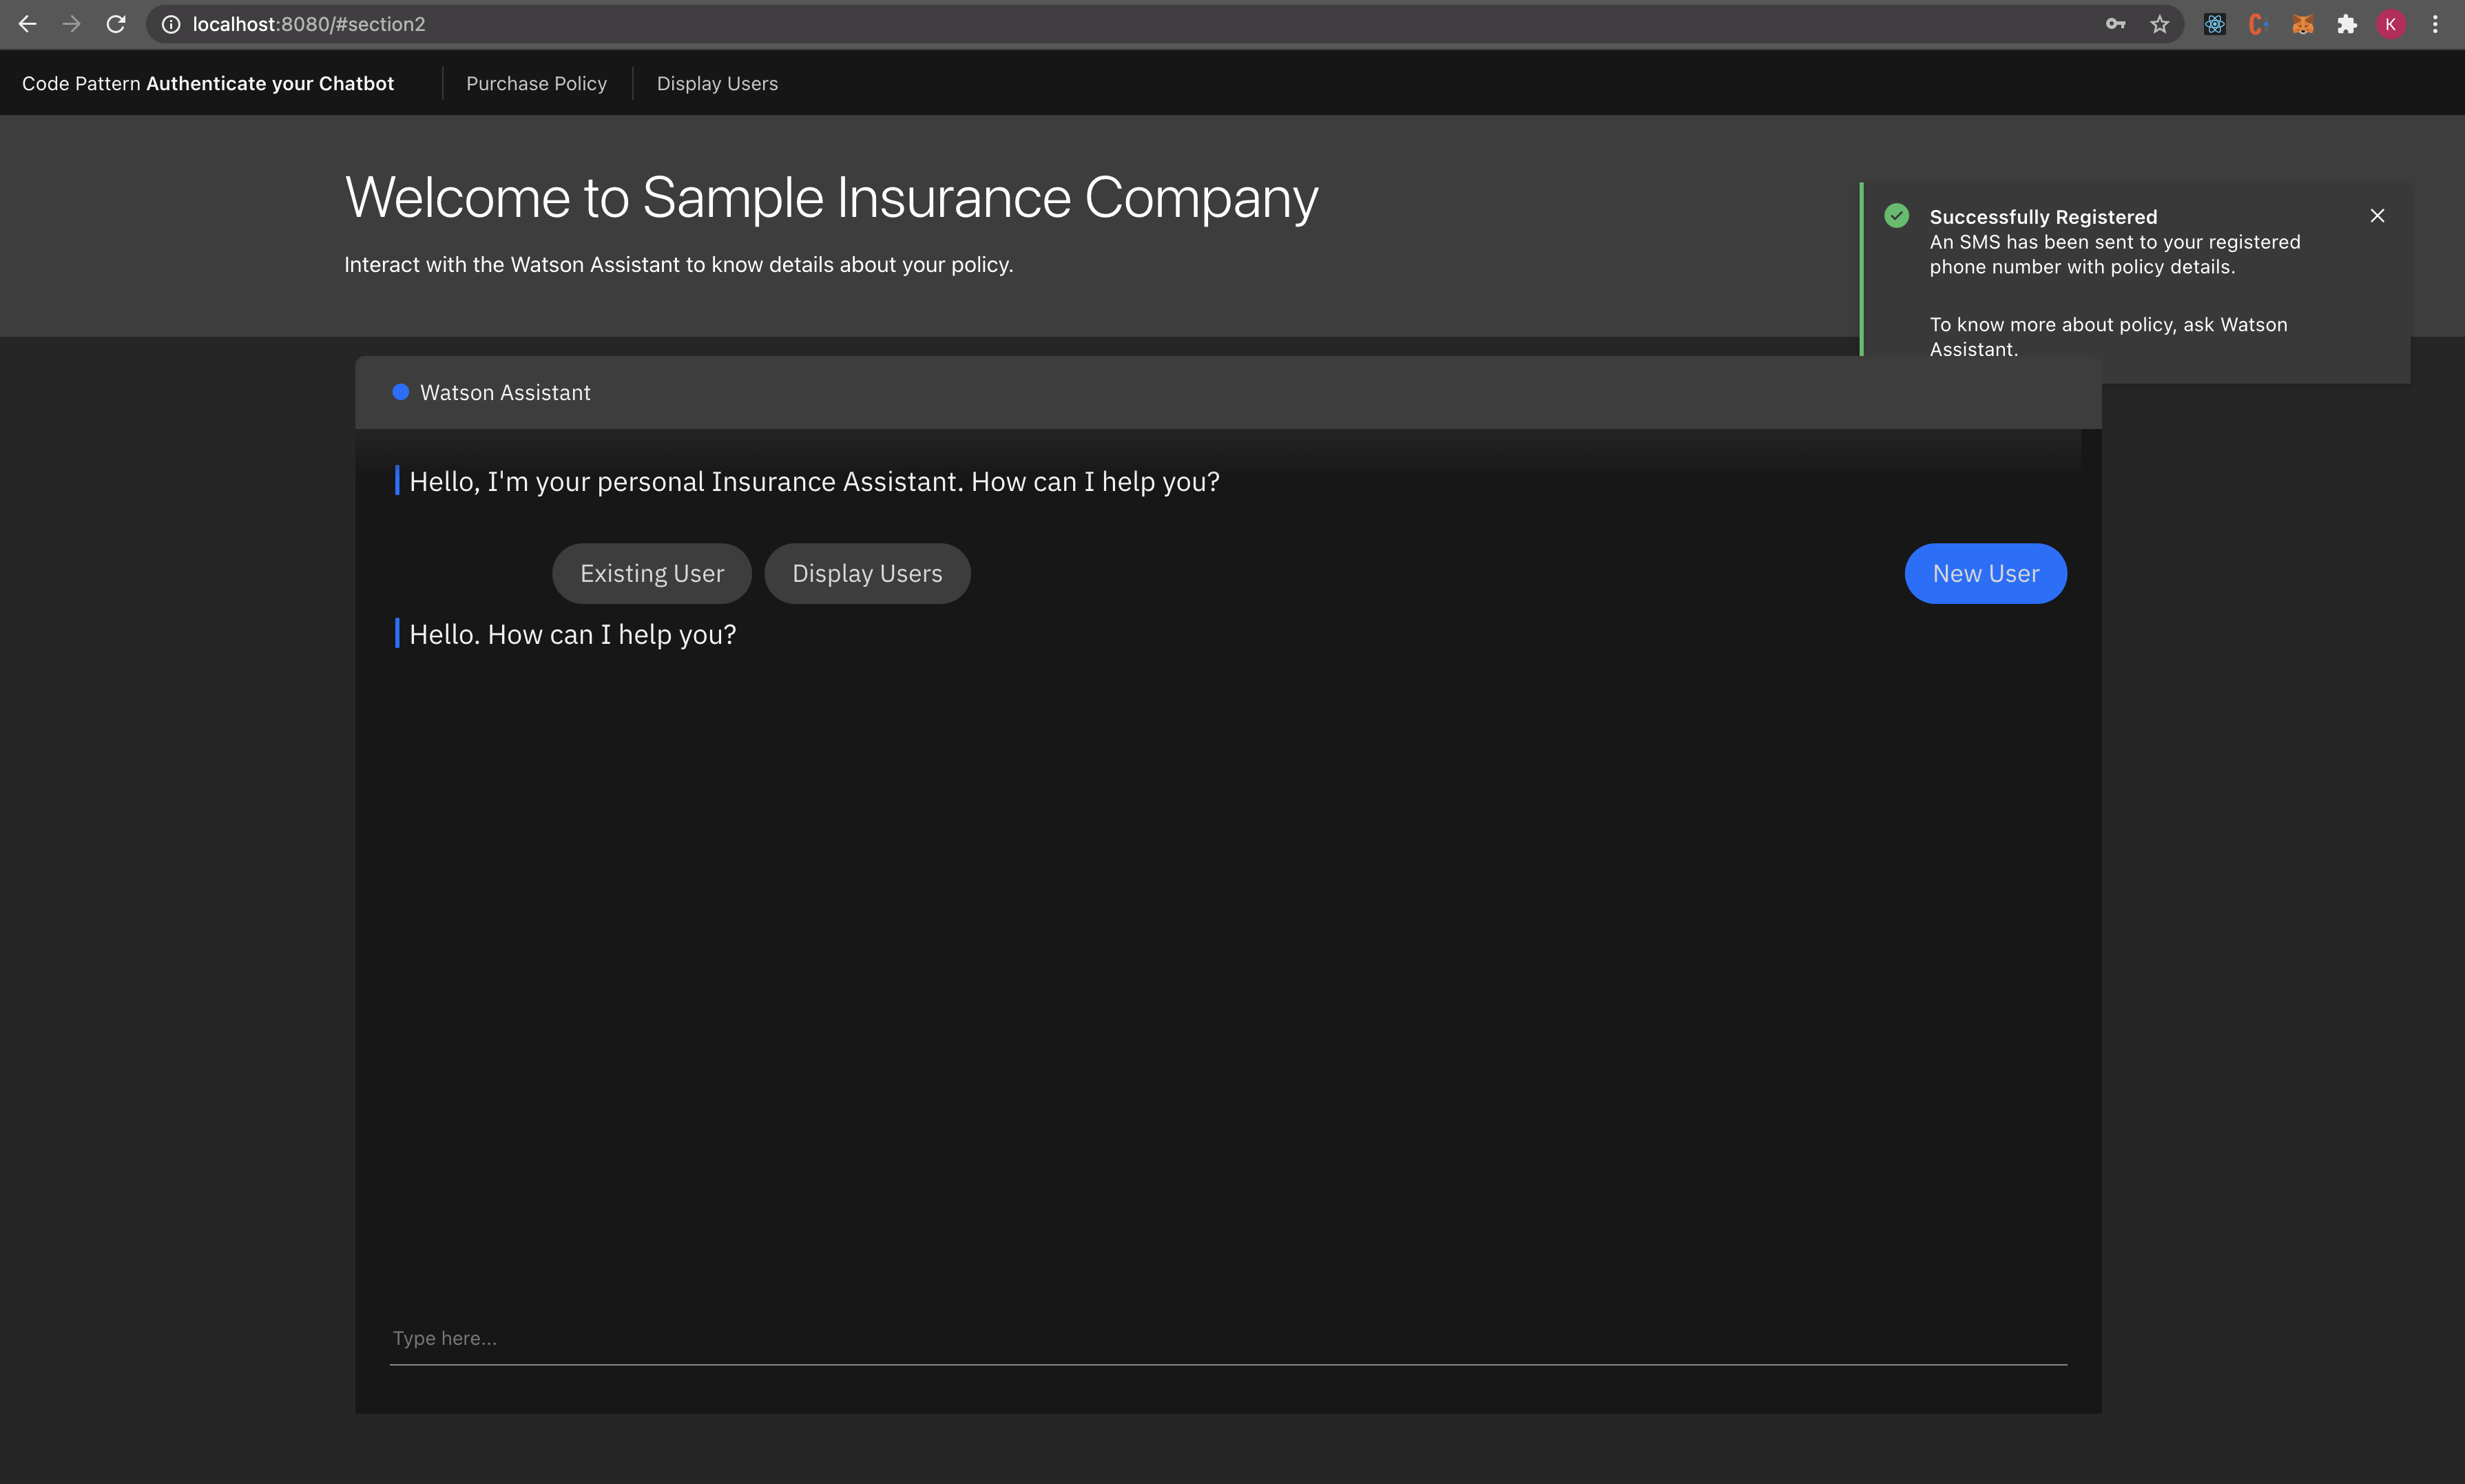 localhost:8080/#section2
K
Code Pattern Authenticate your Chatbot
Purchase Policy
Display Users
Welcome to Sample Insurance Company
Interact with the Watson Assistant to know details about your policy.
Successfully Registered
An SMS has been sent to your registered
phone number with policy details.
To know more about policy, ask Watson
Assistant.
Watson Assistant
Hello, I'm your personal Insurance Assistant. How can I help you?
Existing User
Display Users
New User
Hello. How can I help you?
Type here...